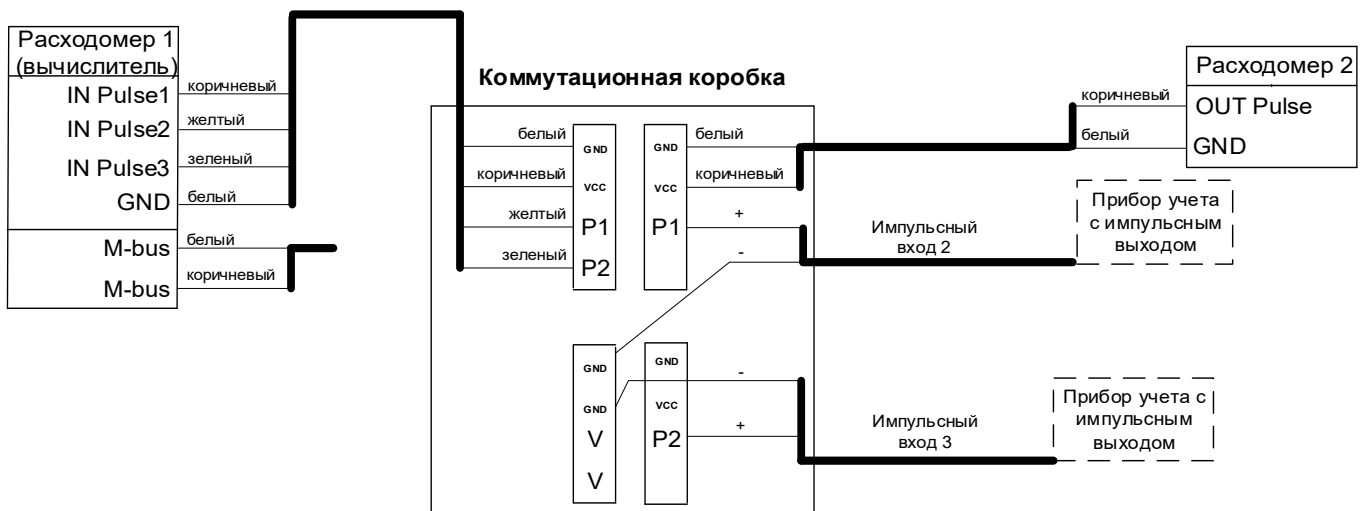 Расходомер 1
(вычислитель)
IN Pulse1
коричневый
IN Pulse2
желтый
IN Pulse3
зеленый
GND
белый
M-bus
белый
M-bus
коричневый
Коммутационная коробка
белый
GND
коричневый
VCC
желтый
P1
зеленый
P2
GND
белый
VCC
коричневый
P1
+
-
GND
GND
V
V
GND
-
VCC
P2
+
Импульсный
вход 2
Импульсный
вход 3
Расходомер 2
коричневый
OUT Pulse
белый
GND
Прибор учета
с импульсным
выходом
Прибор учета с
импульсным
выходом